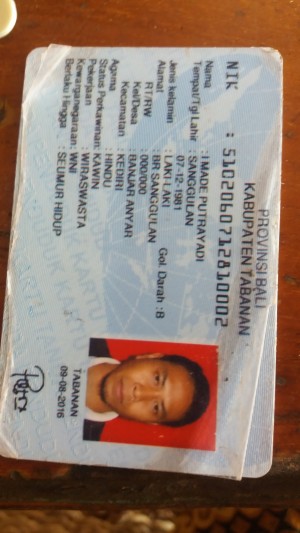 PROVINSI BALI
KABUPATEN TABANAN
NIK : 5102060712810002
Nama : I MADE PUTRAYADI
Tempat/Tgl Lahir : SANGGULAN
07-12-1981
Jenis kelamin : LAKI-LAKI Gol. Darah : B
Alamat : BR SANGGULAN
RT/RW : 000/000
Kel/Desa : BANJAR ANYAR
Kecamatan : KEDIRI
Agama : HINDU
Status Perkawinan: KAWIN
Pekerjaan : WIRASWASTA
Kewarganegaraan: WNI
Berlaku Hingga : SEUMUR HIDUP
TABANAN
09-08-2016